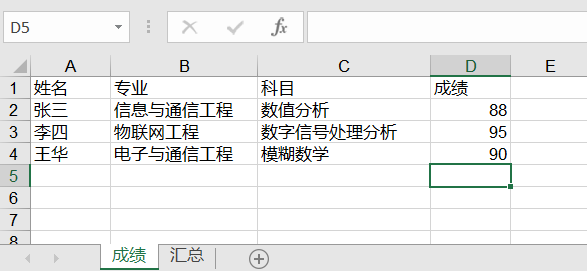 D5 fx
A B C D E
1 姓名 专业 科目 成绩
2 张三 信息与通信工程 数值分析 88
3 李四 物联网工程 数字信号处理分析 95
4 王华 电子与通信工程 模糊数学 90
5
6
7
8
成绩 汇总